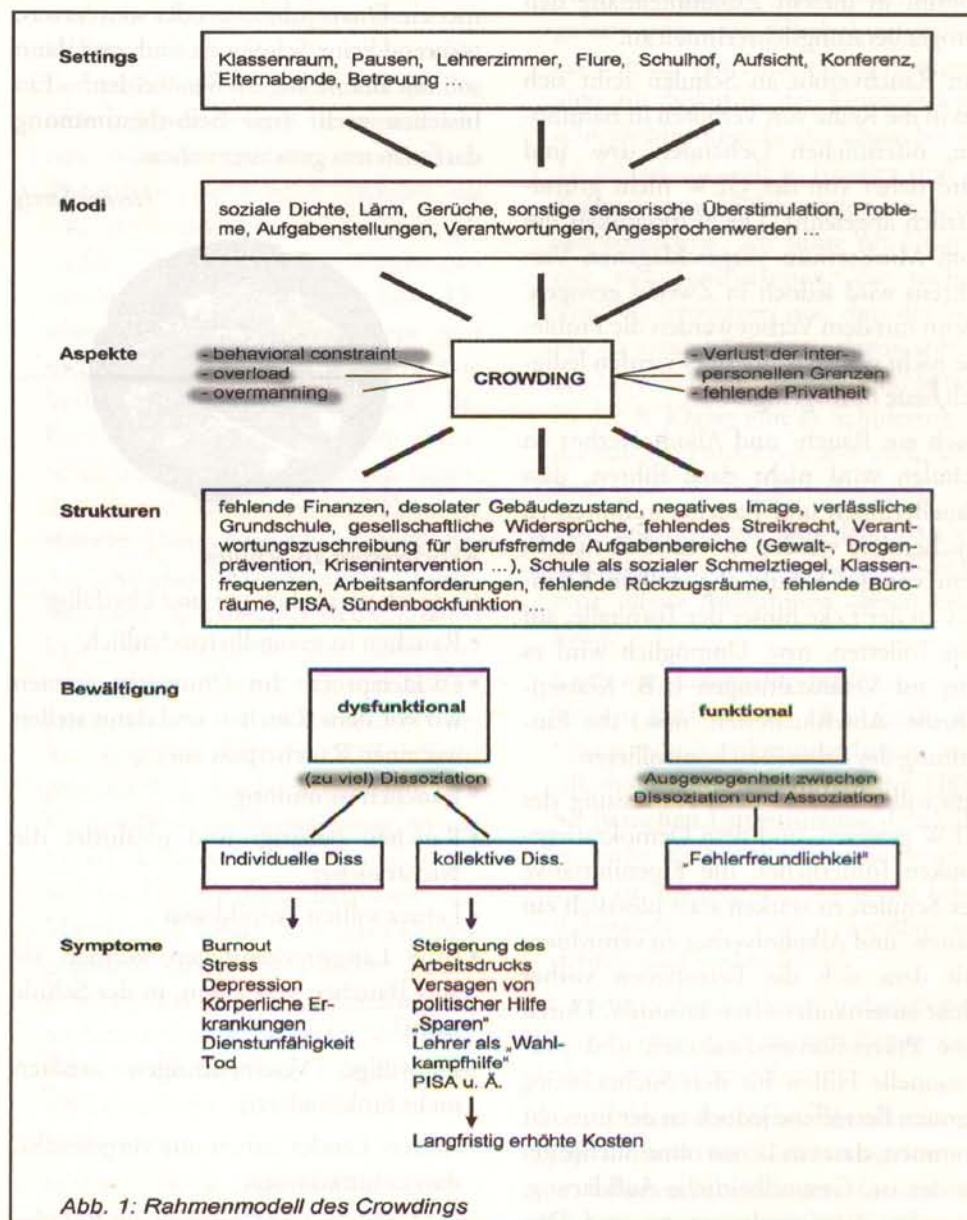 Settings
Klassenraum, Pausen, Lehrerzimmer, Flure, Schulhof, Aufsicht, Konferenz,
Elternabende, Betreuung ...
Modi
soziale Dichte, Lärm, Gerüche, sonstige sensorische Überstimulation, Proble-
me, Aufgabenstellungen, Verantwortungen, Angesprochenwerden ...
Aspekte
- behavioral constraint
- overload
- overmanning
CROWDING
- Verlust der inter-
personellen Grenzen
- fehlende Privatheit
Strukturen
fehlende Finanzen, desolater Gebäudezustand, negatives Image, verlässliche
Grundschule, gesellschaftliche Widersprüche, fehlendes Streikrecht, Verant-
wortungszuschreibung für berufsfremde Aufgabenbereiche (Gewalt-, Drogen-
prävention, Krisenintervention ...), Schule als sozialer Schmelztiegel, Klassen-
frequenzen, Arbeitsanforderungen, fehlende Rückzugsräume, fehlende Büro-
räume, PISA, Sündenbockfunktion ...
Bewältigung
dysfunktional
funktional
(zu viel) Dissoziation
Ausgewogenheit zwischen
Dissoziation und Assoziation
Individuelle Diss
kollektive Diss.
„Fehlerfreundlichkeit"
Symptome
Burnout
Stress
Depression
Körperliche Er-
krankungen
Dienstunfähigkeit
Tod
Steigerung des
Arbeitsdrucks
Versagen von
politischer Hilfe
„Sparen"
Lehrer als „Wahl-
kampfhilfe"
PISA u. Ä.
Langfristig erhöhte Kosten
Abb. 1: Rahmenmodell des Crowdings